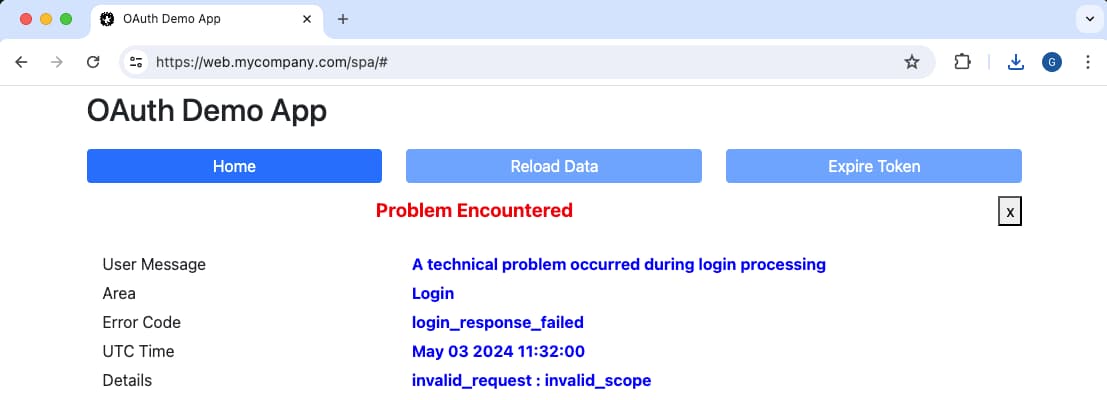 OAuth Demo App
https://web.mycompany.com/spa/#
G
OAuth Demo App
Home Reload Data Expire Token
Problem Encountered x
User Message A technical problem occurred during login processing
Area Login
Error Code login_response_failed
UTC Time May 03 2024 11:32:00
Details invalid_request : invalid_scope